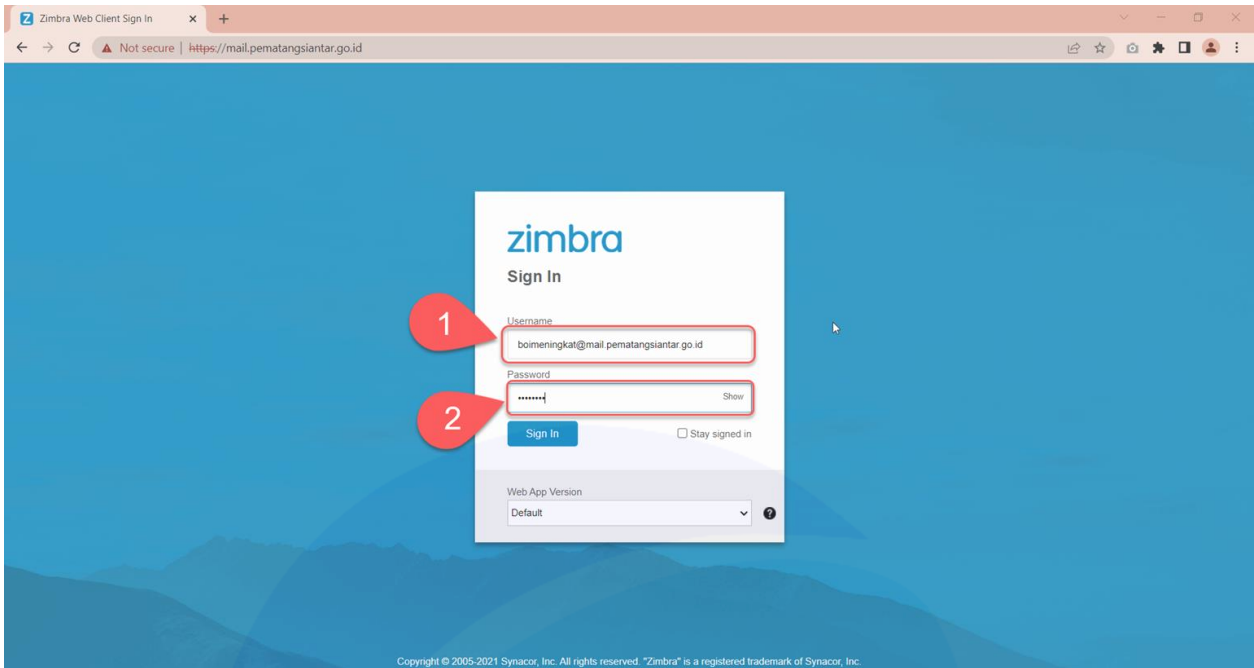 Zimbra Web Client Sign In
Not secure | https://mail.pematangsiantar.go.id
zimbra
Sign In
1
Username
boimeningkat@mail.pematangsiantar.go.id
Password
•••••••• Show
2
Sign In Stay signed in
Web App Version
Default
Copyright © 2005-2021 Synacor, Inc. All rights reserved. "Zimbra" is a registered trademark of Synacor, Inc.